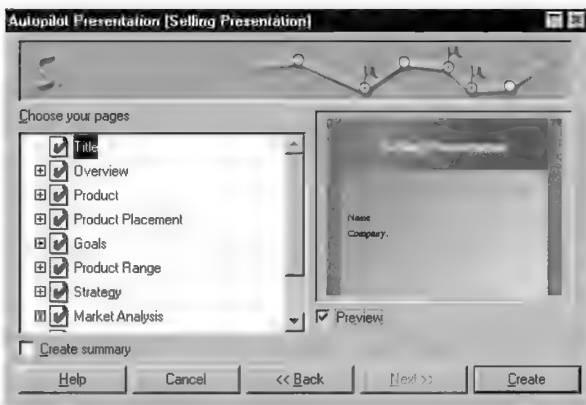 Autopilot Presentation [Selling Presentation]
5.
Choose your pages
Title
Overview
Product
Product Placement
Goals
Product Range
Strategy
Market Analysis
Name
Company.
Preview
Create summary
Help Cancel << Back Next >> Create